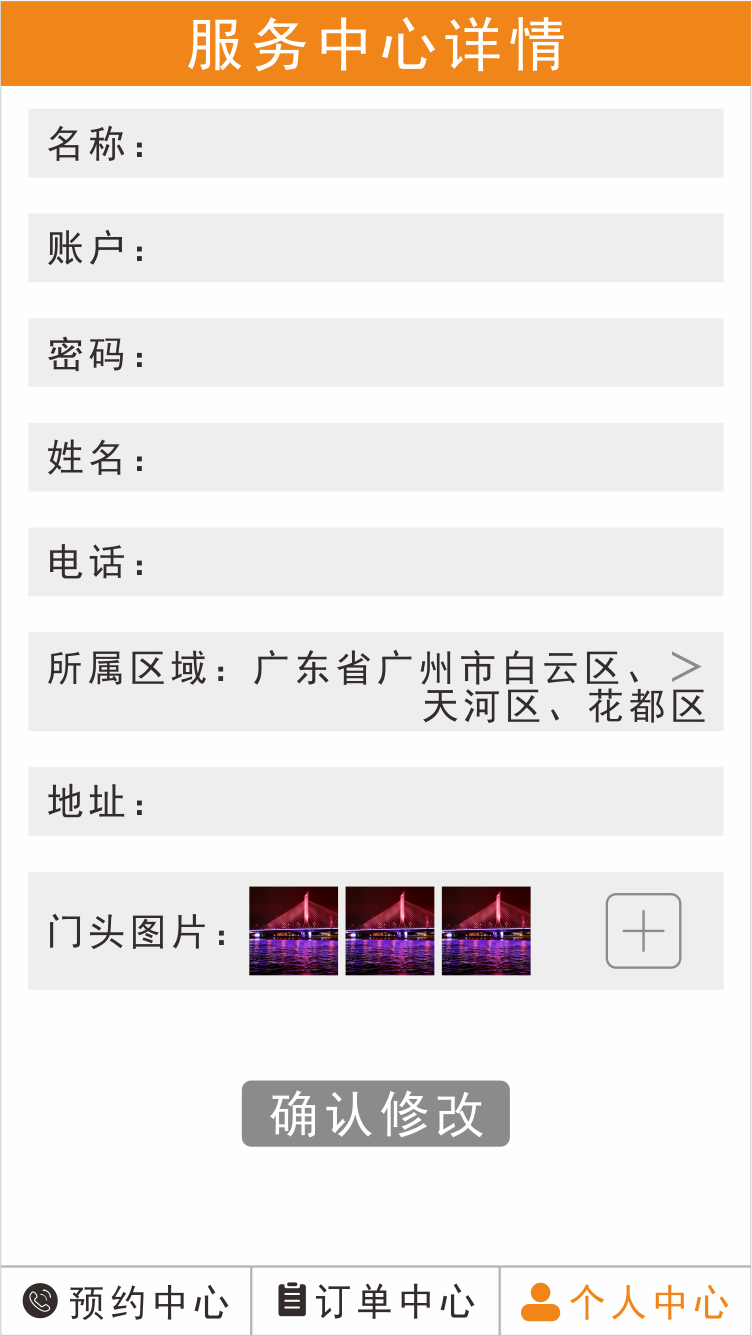 服务中心详情
名称：
账户：
密码：
姓名：
电话：
所属区域：广东省广州市白云区、 >
天河区、花都区
地址：
门头图片：
确认修改
预约中心 订单中心 个人中心